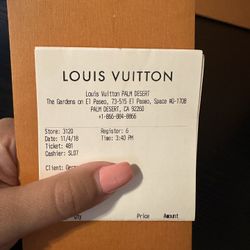 LOUIS VUITTON
Louis Vuitton PALM DESERT
The Gardens on El Paseo, 73-515 El Paseo, Space #G-1708
PALM DESERT, CA 92260
+1-866-884-8866
Store: 3120 Register: 6
Date: 11/4/18 Time: 3:40 PM
Ticket: 481
Cashier: SL07
Client:
Qty Price Amount